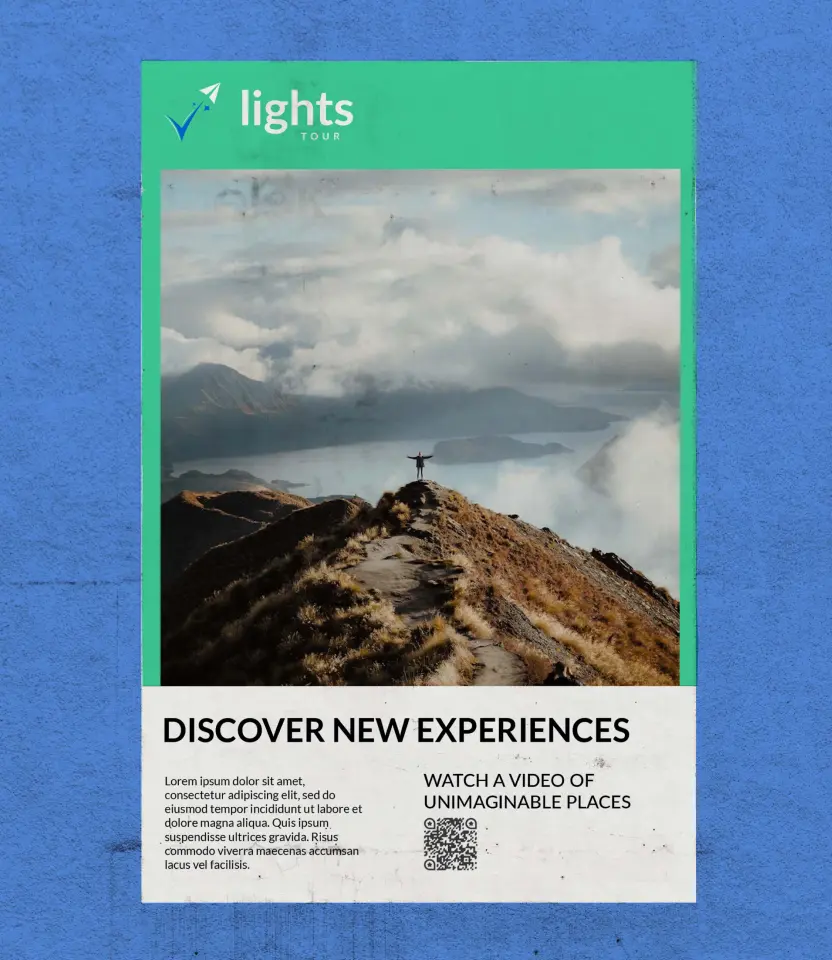 lights
TOUR
DISCOVER NEW EXPERIENCES
Lorem ipsum dolor sit amet,
consectetur adipiscing elit, sed do
eiusmod tempor incididunt ut labore et
dolore magna aliqua. Quis ipsum
suspendisse ultrices gravida. Risus
commodo viverra maecenas accumsan
lacus vel facilisis.
WATCH A VIDEO OF
UNIMAGINABLE PLACES